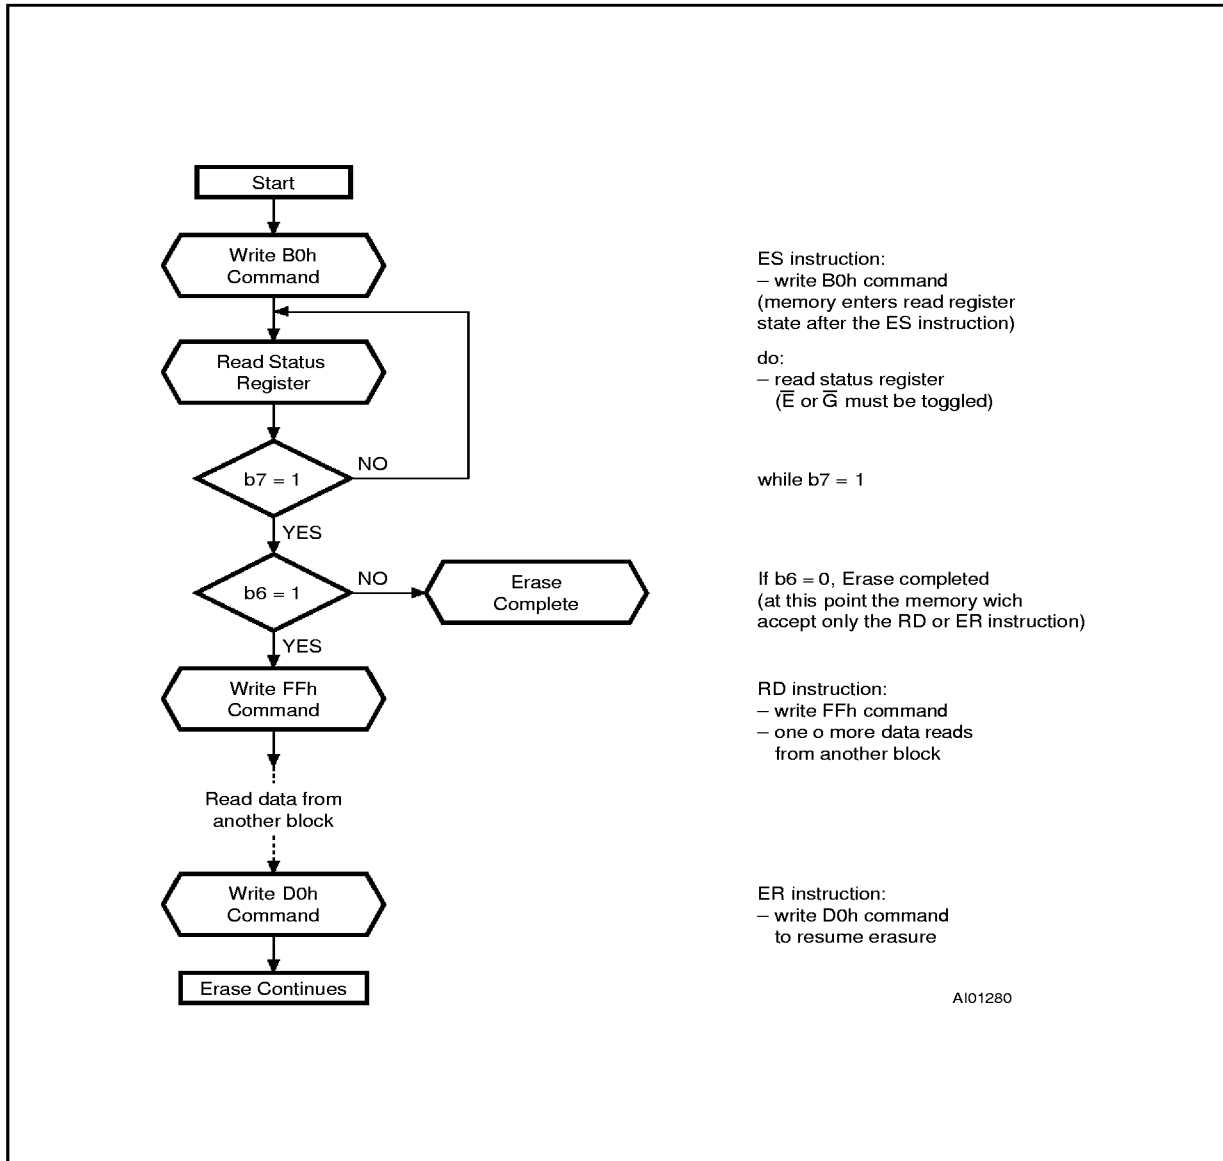 Start
Write B0h
Command
Read Status
Register
b7 = 1
NO
YES
b6 = 1
NO
Erase
Complete
YES
Write FFh
Command
Read data from
another block
Write D0h
Command
Erase Continues
ES instruction:
– write B0h command
(memory enters read register
state after the ES instruction)
do:
– read status register
(E̅ or G̅ must be toggled)
while b7 = 1
If b6 = 0, Erase completed
(at this point the memory wich
accept only the RD or ER instruction)
RD instruction:
– write FFh command
– one o more data reads
from another block
ER instruction:
– write D0h command
to resume erasure
AI01280